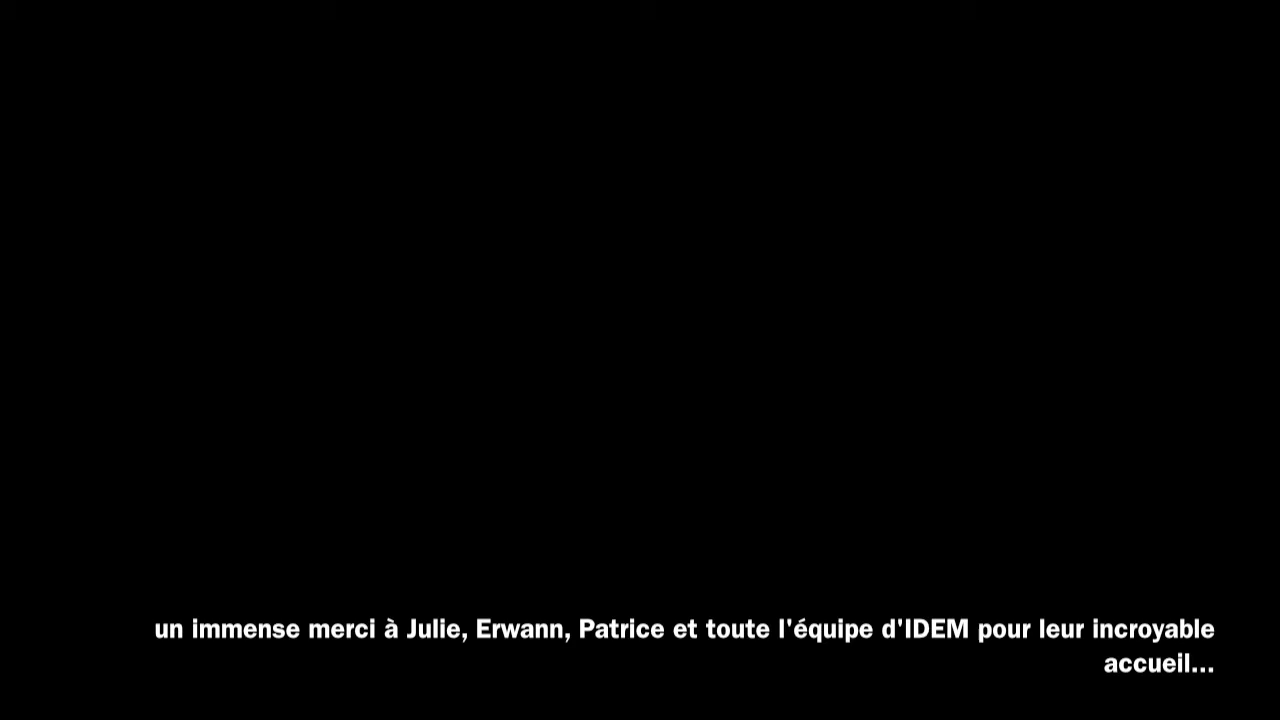 un immense merci à Julie, Erwann, Patrice et toute l'équipe d'IDEM pour leur incroyable
accueil...